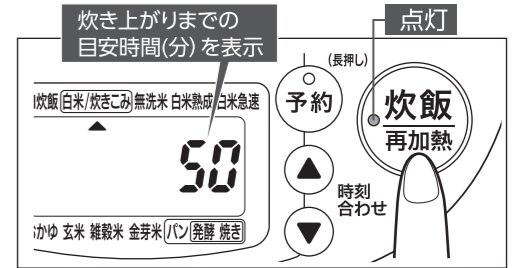 炊き上がりまでの
目安時間(分)を表示
点灯
(長押し)
炊飯 白米/炊きこみ 無洗米 白米熟成 白米急速
予約
炊飯
再加熱
50
時刻
合わせ
かゆ 玄米 雑穀米 金芽米 パン 発酵 焼き